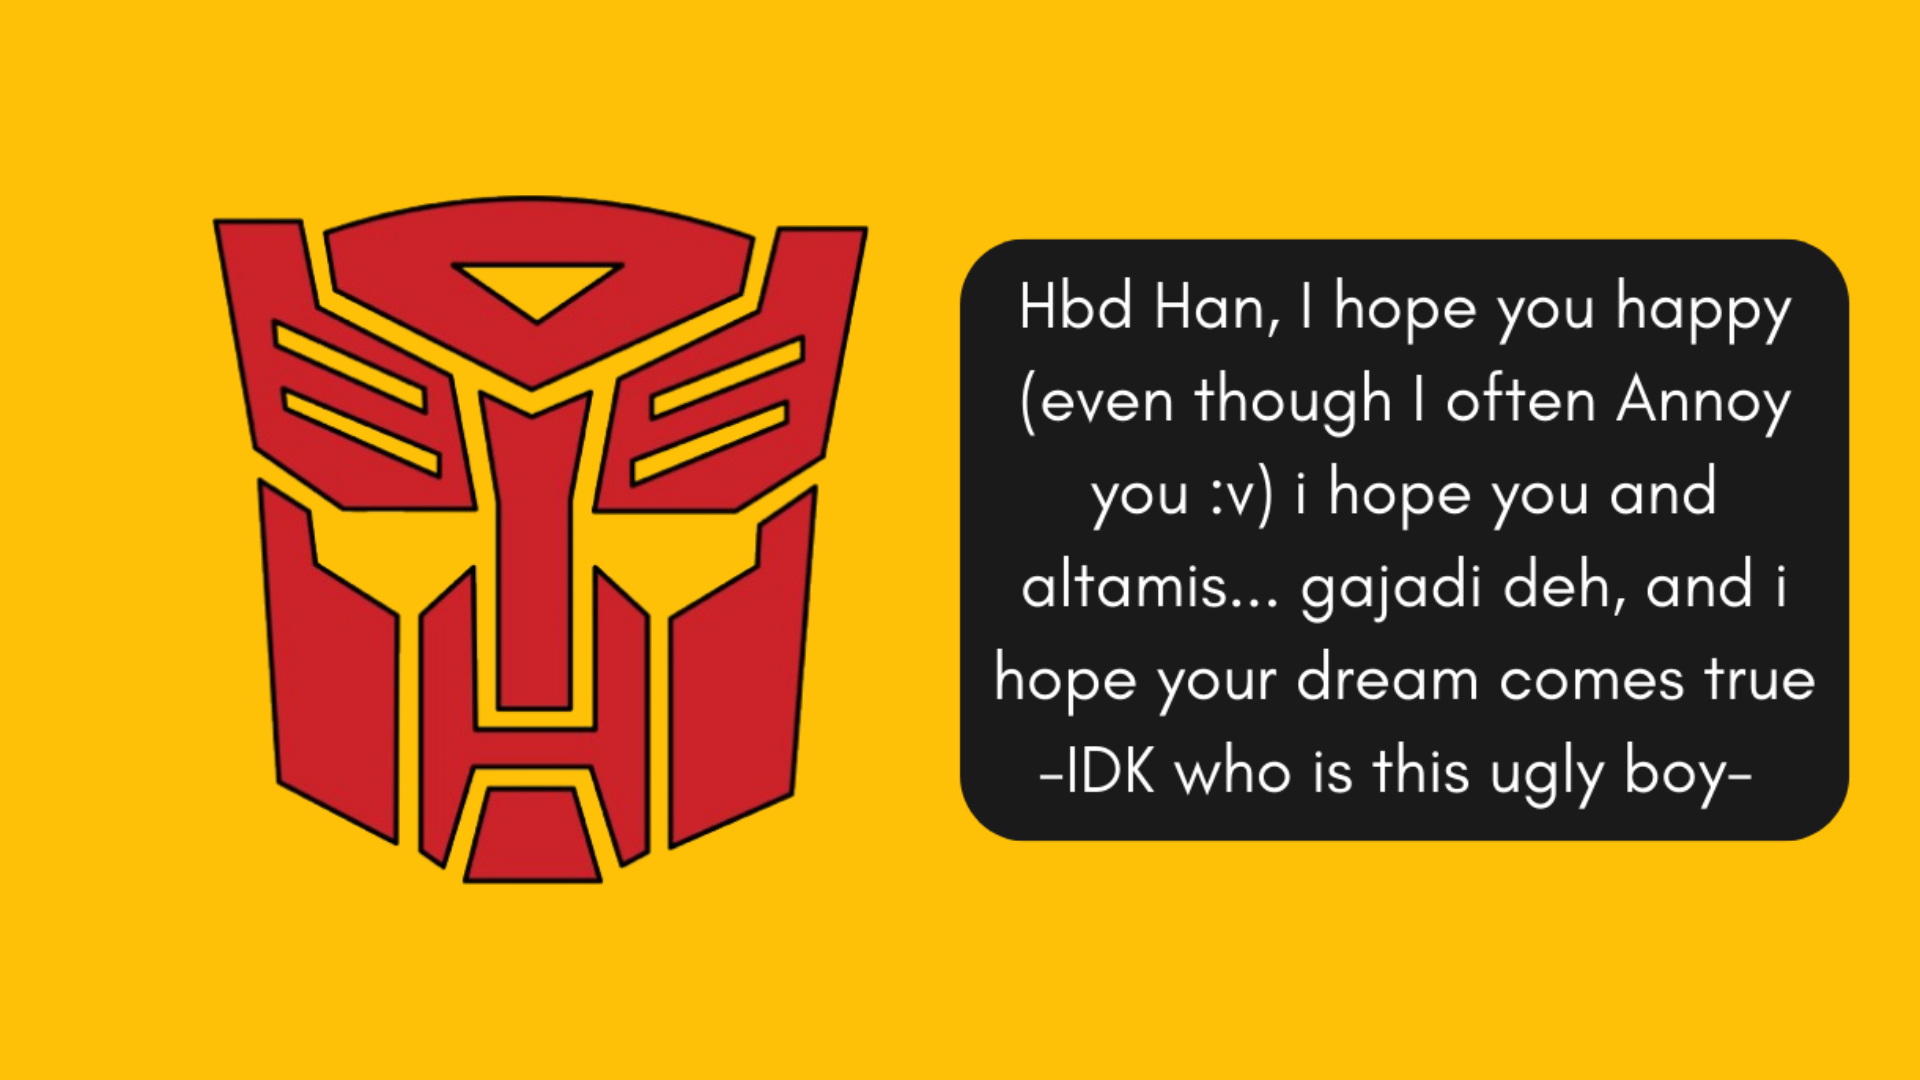 Hbd Han, I hope you happy
(even though I often Annoy
you :v) i hope you and
altamis... gajadi deh, and i
hope your dream comes true
-IDK who is this ugly boy-